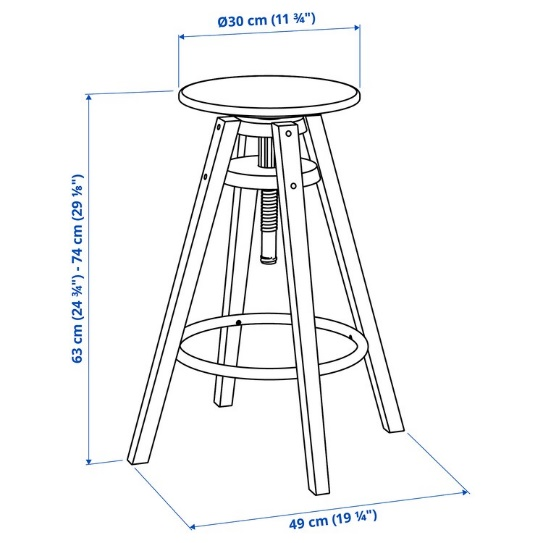 Ø30 cm (11 ¾")
63 cm (24 ¾") - 74 cm (29 ⅛")
49 cm (19 ¼")